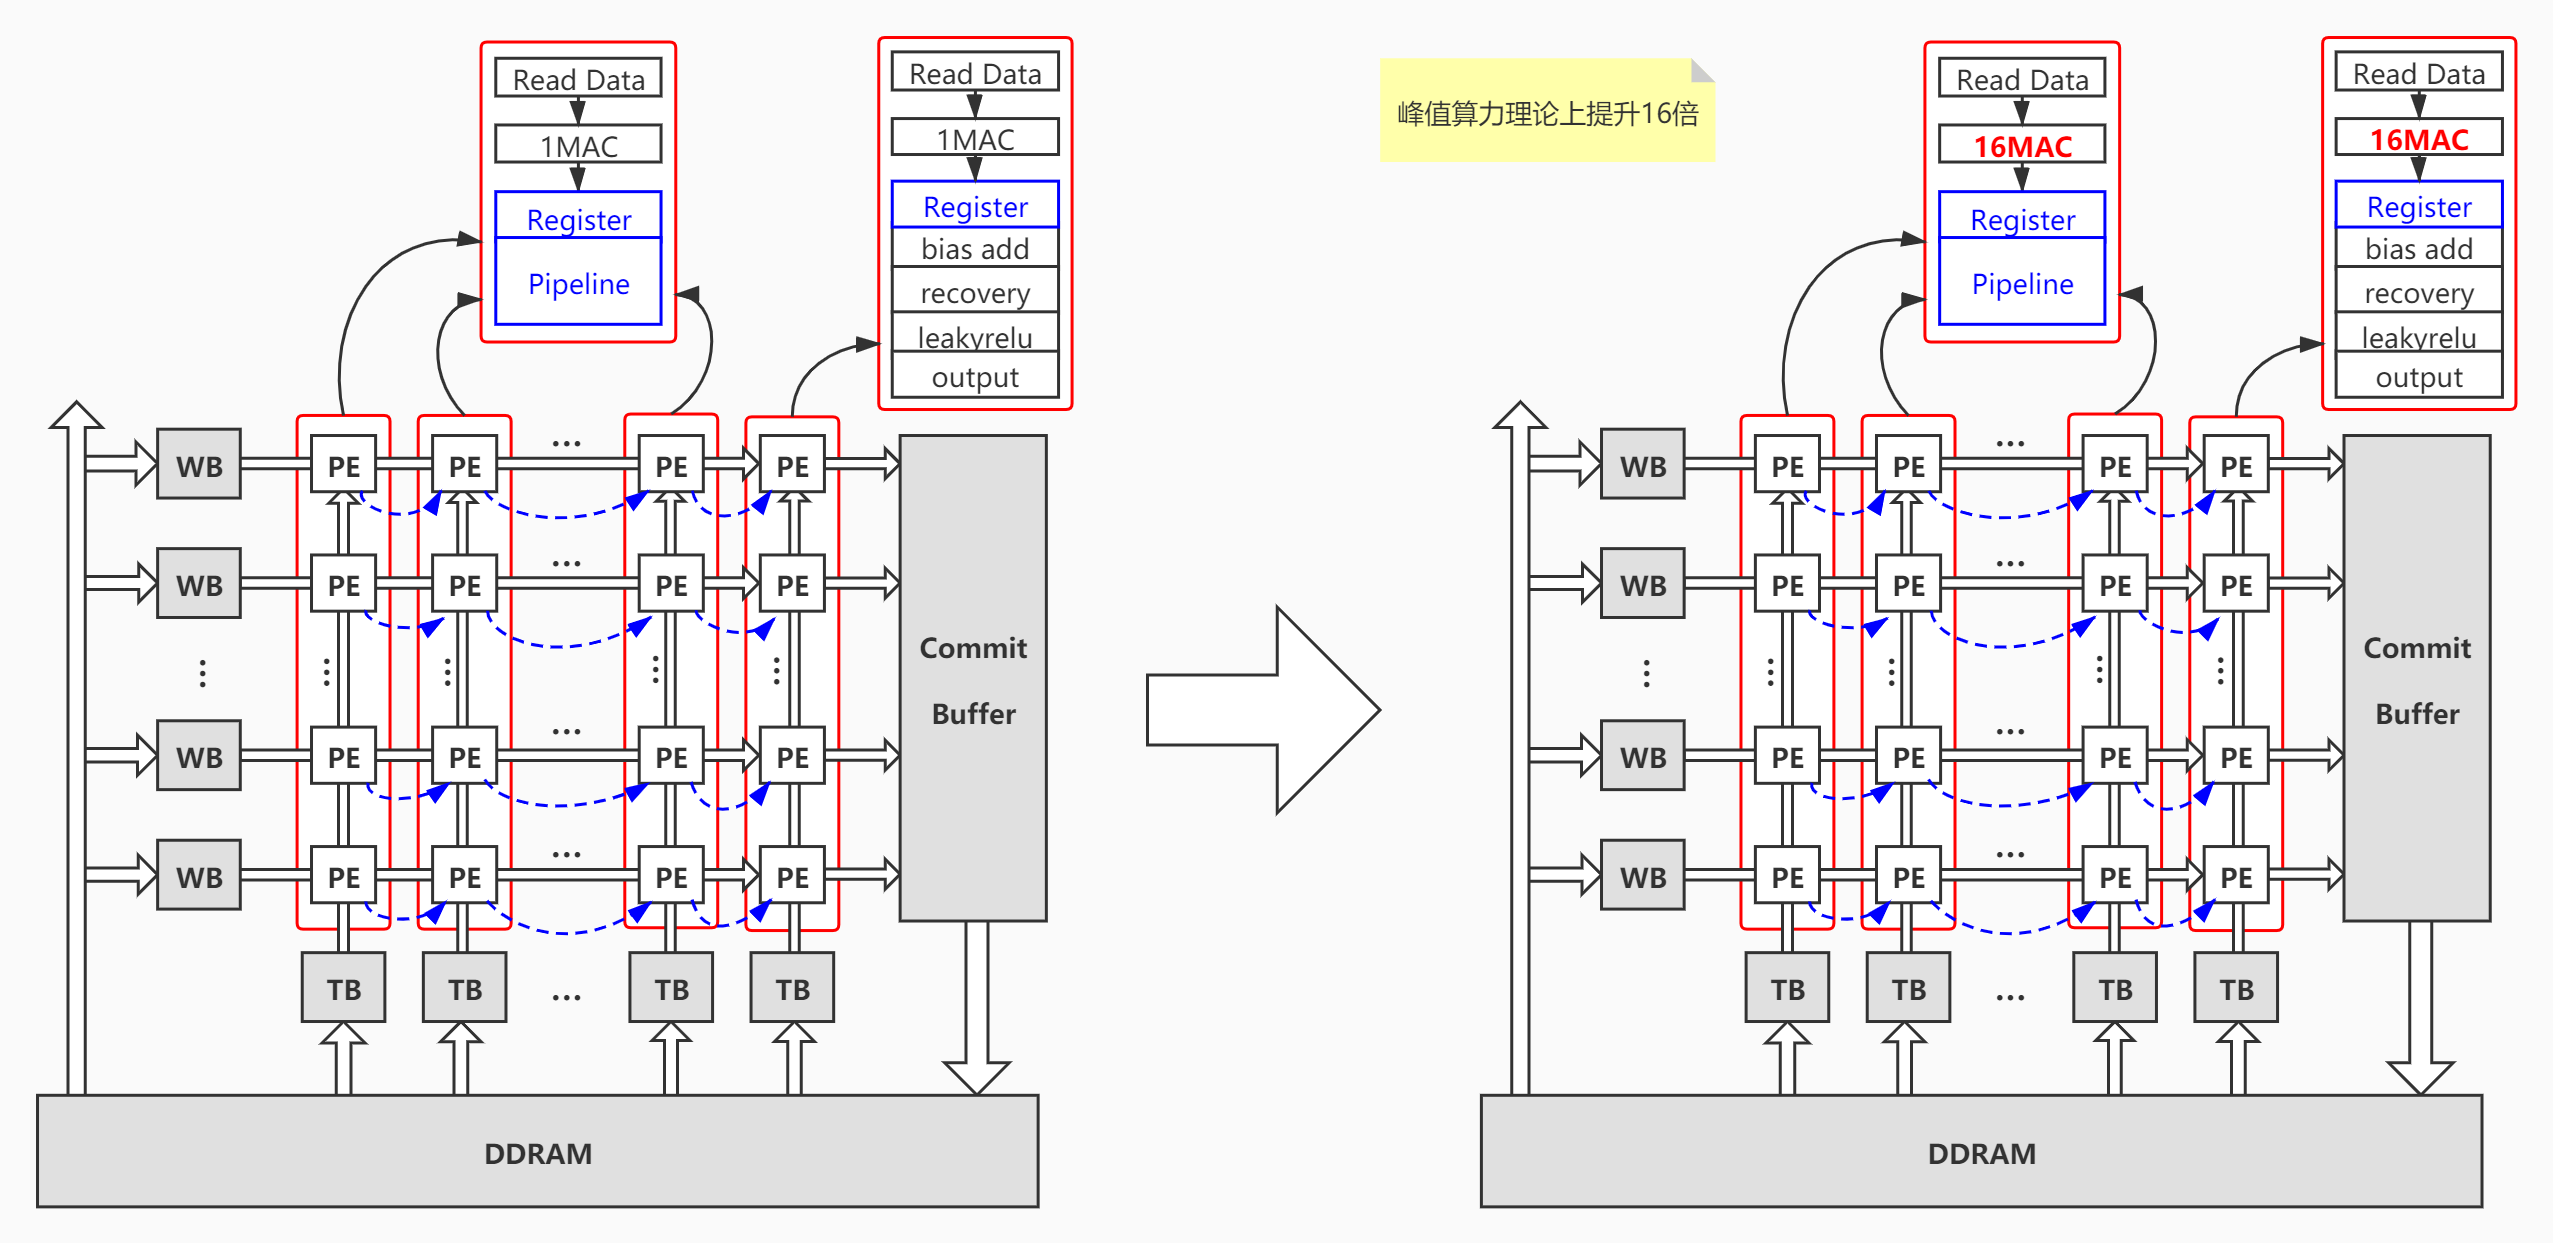 Read Data
1MAC
Register
Pipeline
Read Data
1MAC
Register
bias add
recovery
leakyrelu
output
WB PE PE ... PE PE
WB PE PE ... PE PE
Commit
Buffer
WB PE PE ... PE PE
WB PE PE ... PE PE
TB TB ... TB TB
DDRAM
峰值算力理论上提升16倍
Read Data
16MAC
Register
Pipeline
Read Data
16MAC
Register
bias add
recovery
leakyrelu
output
WB PE PE ... PE PE
WB PE PE ... PE PE
Commit
Buffer
WB PE PE ... PE PE
WB PE PE ... PE PE
TB TB ... TB TB
DDRAM